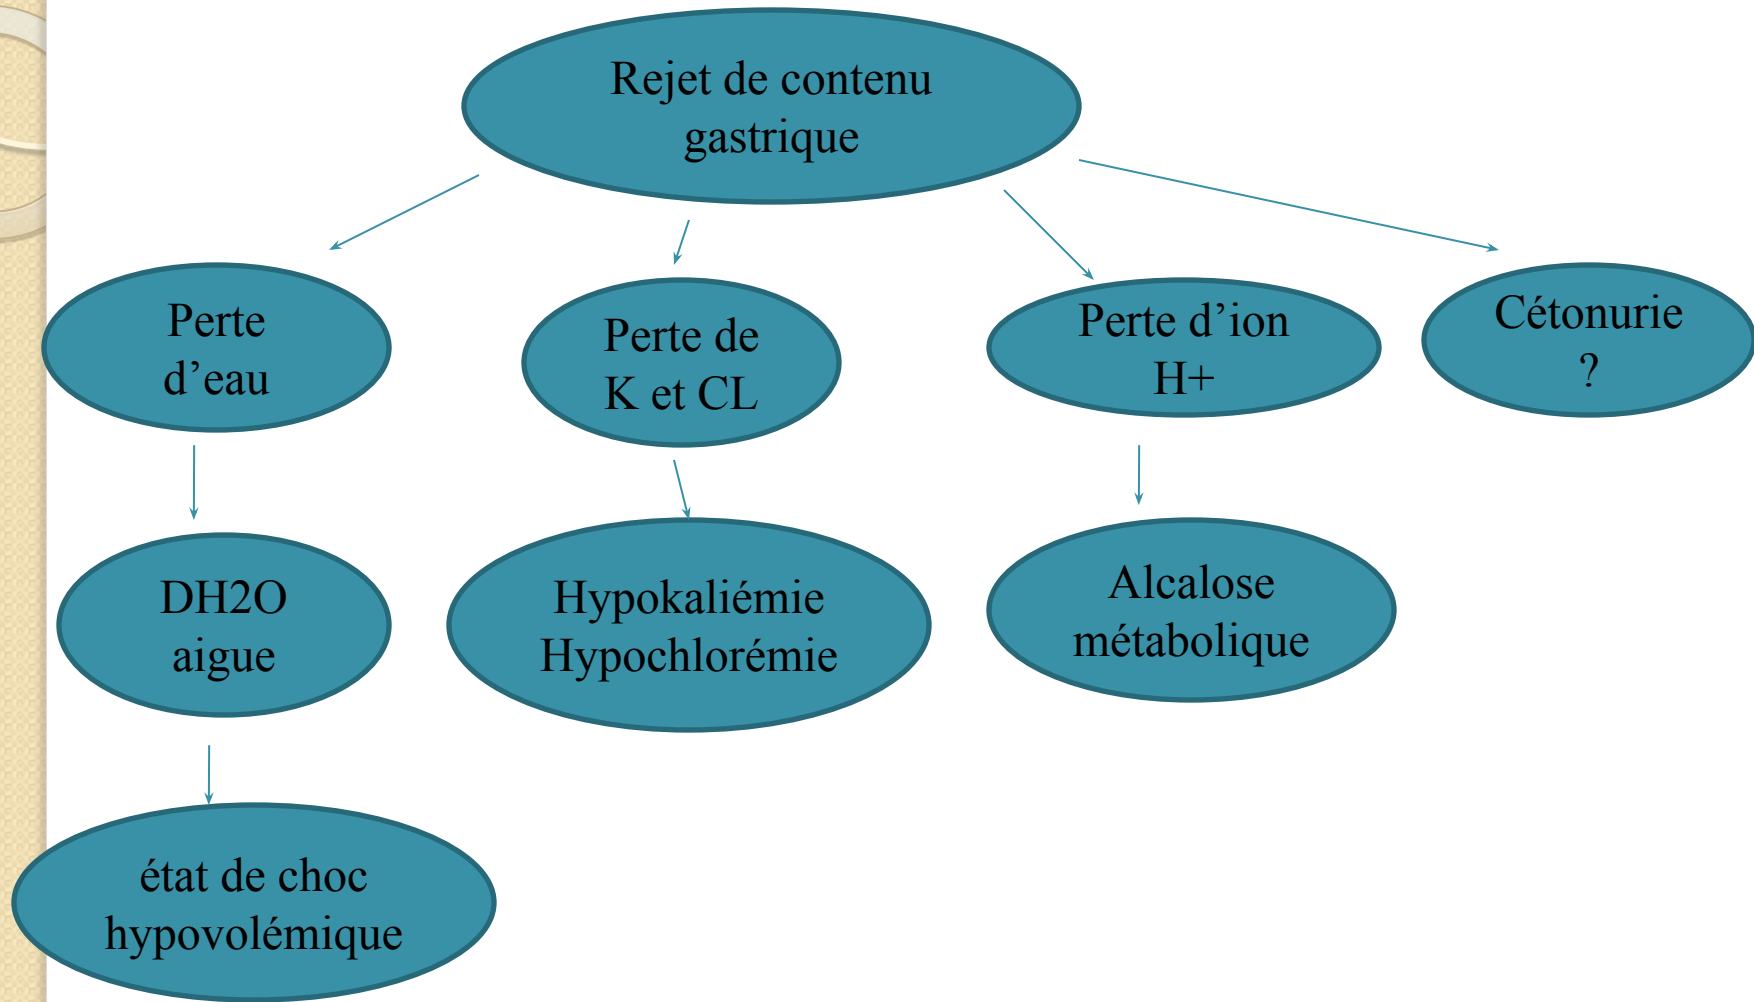 Rejet de contenu
gastrique
Perte
d’eau
Perte de
K et CL
Perte d’ion
H+
Cétonurie
?
DH2O
aigue
Hypokaliémie
Hypochlorémie
Alcalose
métabolique
état de choc
hypovolémique